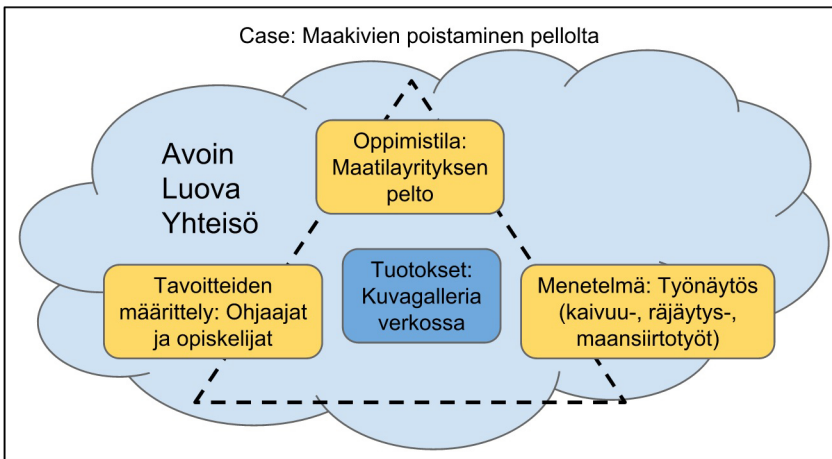 Case: Maakivien poistaminen pellolta
Avoin
Luova
Yhteisö
Oppimistila:
Maatilayrityksen
pelto
Tavoitteiden
määrittely: Ohjaajat
ja opiskelijat
Tuotokset:
Kuvagalleria
verkossa
Menetelmä: Työnäytös
(kaivuu-, räjäytys-,
maansiirtotyöt)